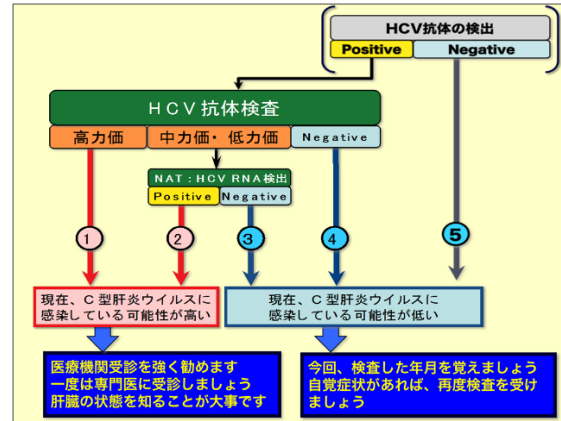 HCV抗体の検出
Positive Negative
HCV抗体検査
高力価 中力価・低力価 Negative
NAT:HCV RNA検出
Positive Negative
① ② ③ ④ ⑤
現在、C型肝炎ウイルスに
感染している可能性が高い
現在、C型肝炎ウイルスに
感染している可能性が低い
医療機関受診を強く勧めます
一度は専門医に受診しましょう
肝臓の状態を知ることが大事です
今回、検査した年月を覚えましょう
自覚症状があれば、再度検査を受け
ましょう